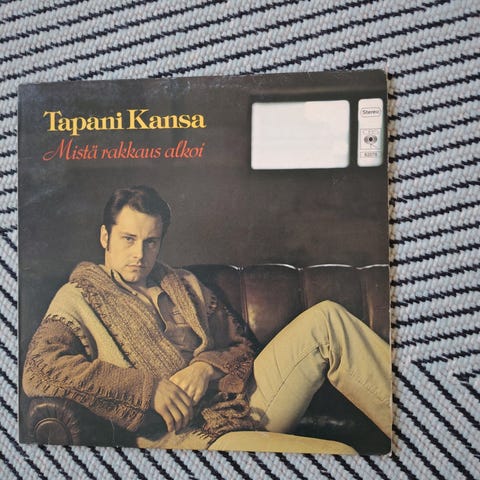 Tapani Kansa
Mistä rakkaus alkoi
Stereo